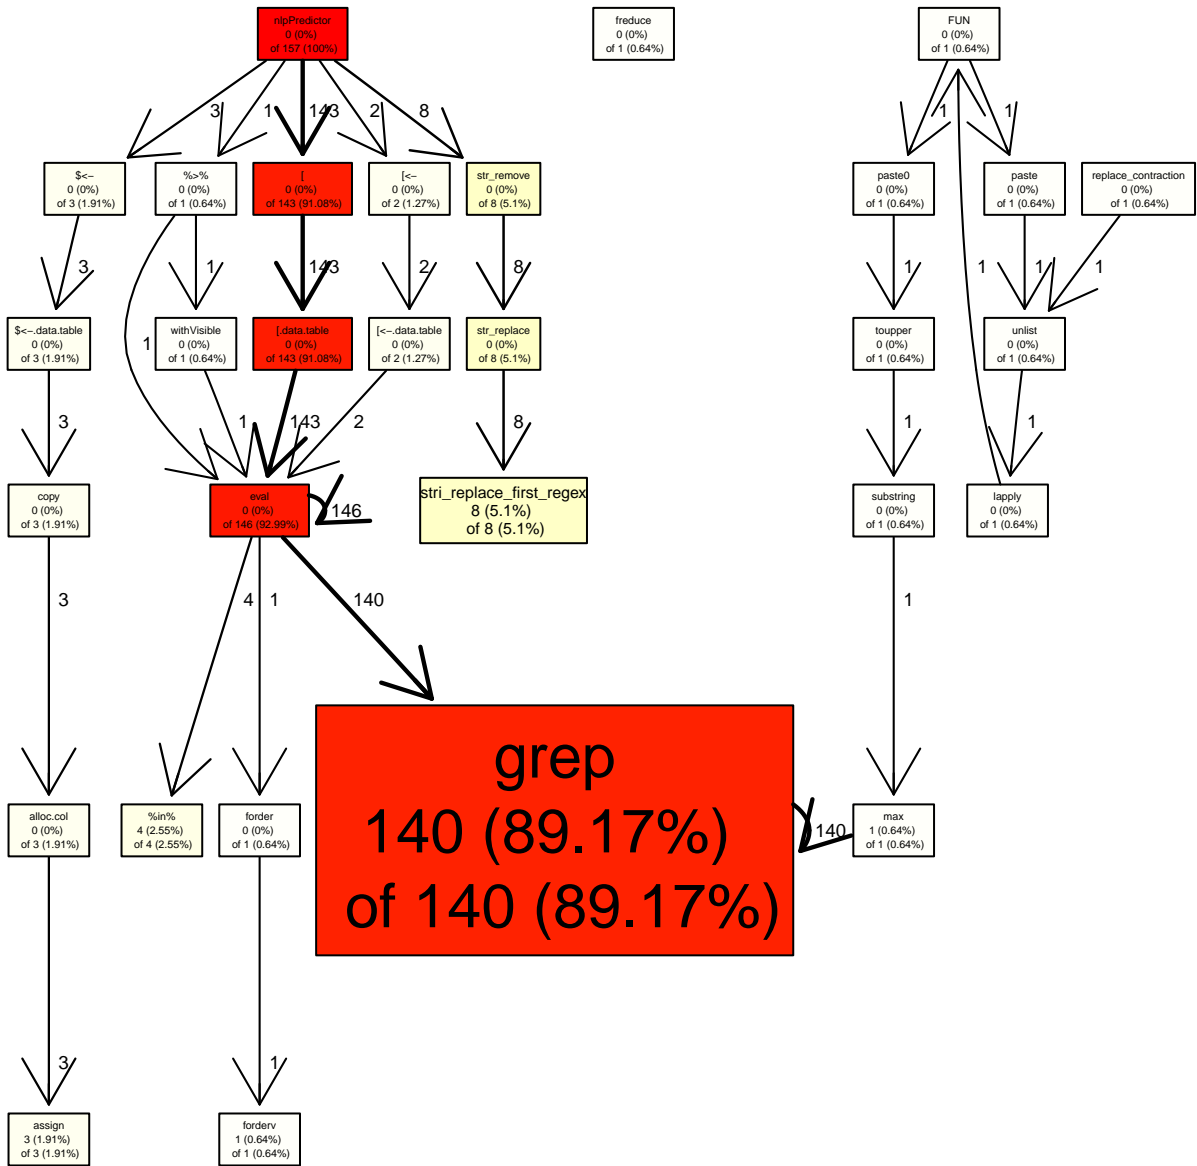 nlpPredictor
0 (0%)
of 157 (100%)
freduce
0 (0%)
of 1 (0.64%)
FUN
0 (0%)
of 1 (0.64%)
3
1
143
2
8
1
1
$<−
0 (0%)
of 3 (1.91%)
%>%
0 (0%)
of 1 (0.64%)
[
0 (0%)
of 143 (91.08%)
[<−
0 (0%)
of 2 (1.27%)
str_remove
0 (0%)
of 8 (5.1%)
paste0
0 (0%)
of 1 (0.64%)
paste
0 (0%)
of 1 (0.64%)
replace_contraction
0 (0%)
of 1 (0.64%)
3
1
143
2
8
1
1
1
1
$<−.data.table
0 (0%)
of 3 (1.91%)
1
withVisible
0 (0%)
of 1 (0.64%)
[.data.table
0 (0%)
of 143 (91.08%)
[<−.data.table
0 (0%)
of 2 (1.27%)
str_replace
0 (0%)
of 8 (5.1%)
toupper
0 (0%)
of 1 (0.64%)
unlist
0 (0%)
of 1 (0.64%)
3
1
143
2
8
1
1
copy
0 (0%)
of 3 (1.91%)
eval
0 (0%)
of 146 (92.99%)
146
stri_replace_first_regex
8 (5.1%)
of 8 (5.1%)
substring
0 (0%)
of 1 (0.64%)
lapply
0 (0%)
of 1 (0.64%)
3
4
1
140
1
grep
140 (89.17%)
of 140 (89.17%)
140
alloc.col
0 (0%)
of 3 (1.91%)
%in%
4 (2.55%)
of 4 (2.55%)
forder
0 (0%)
of 1 (0.64%)
max
1 (0.64%)
of 1 (0.64%)
3
1
assign
3 (1.91%)
of 3 (1.91%)
forderv
1 (0.64%)
of 1 (0.64%)